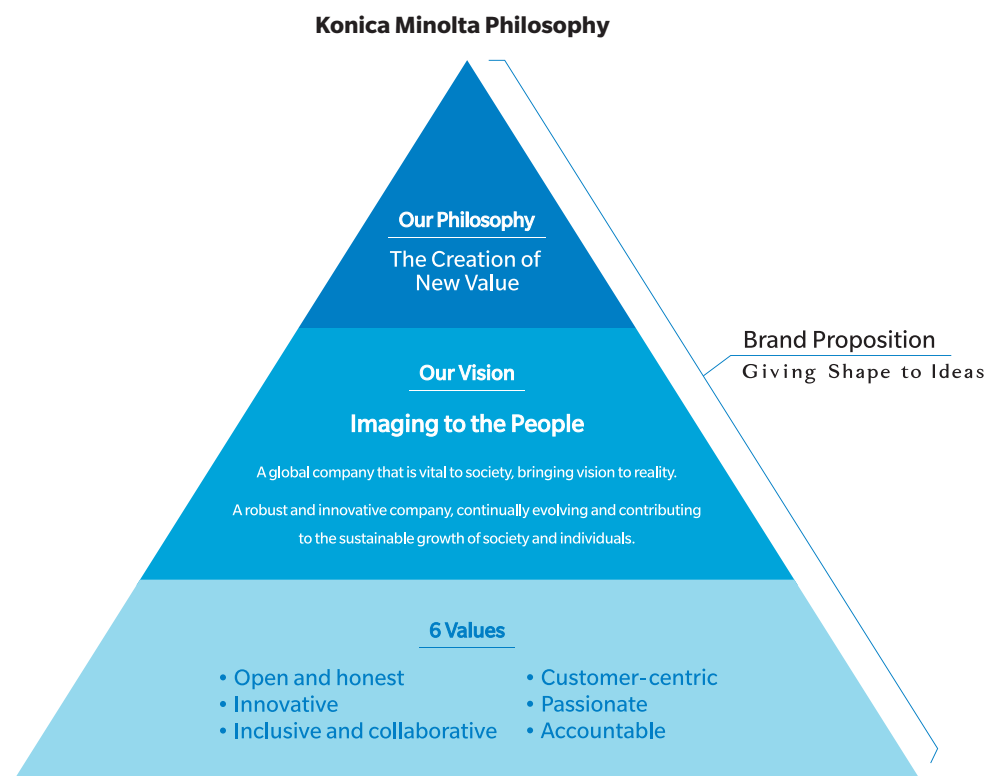 Konica Minolta Philosophy
Our Philosophy
The Creation of
New Value
Our Vision
Imaging to the People
A global company that is vital to society, bringing vision to reality.
A robust and innovative company, continually evolving and contributing
to the sustainable growth of society and individuals.
Brand Proposition
Giving Shape to Ideas
6 Values
• Open and honest
• Innovative
• Inclusive and collaborative
• Customer-centric
• Passionate
• Accountable